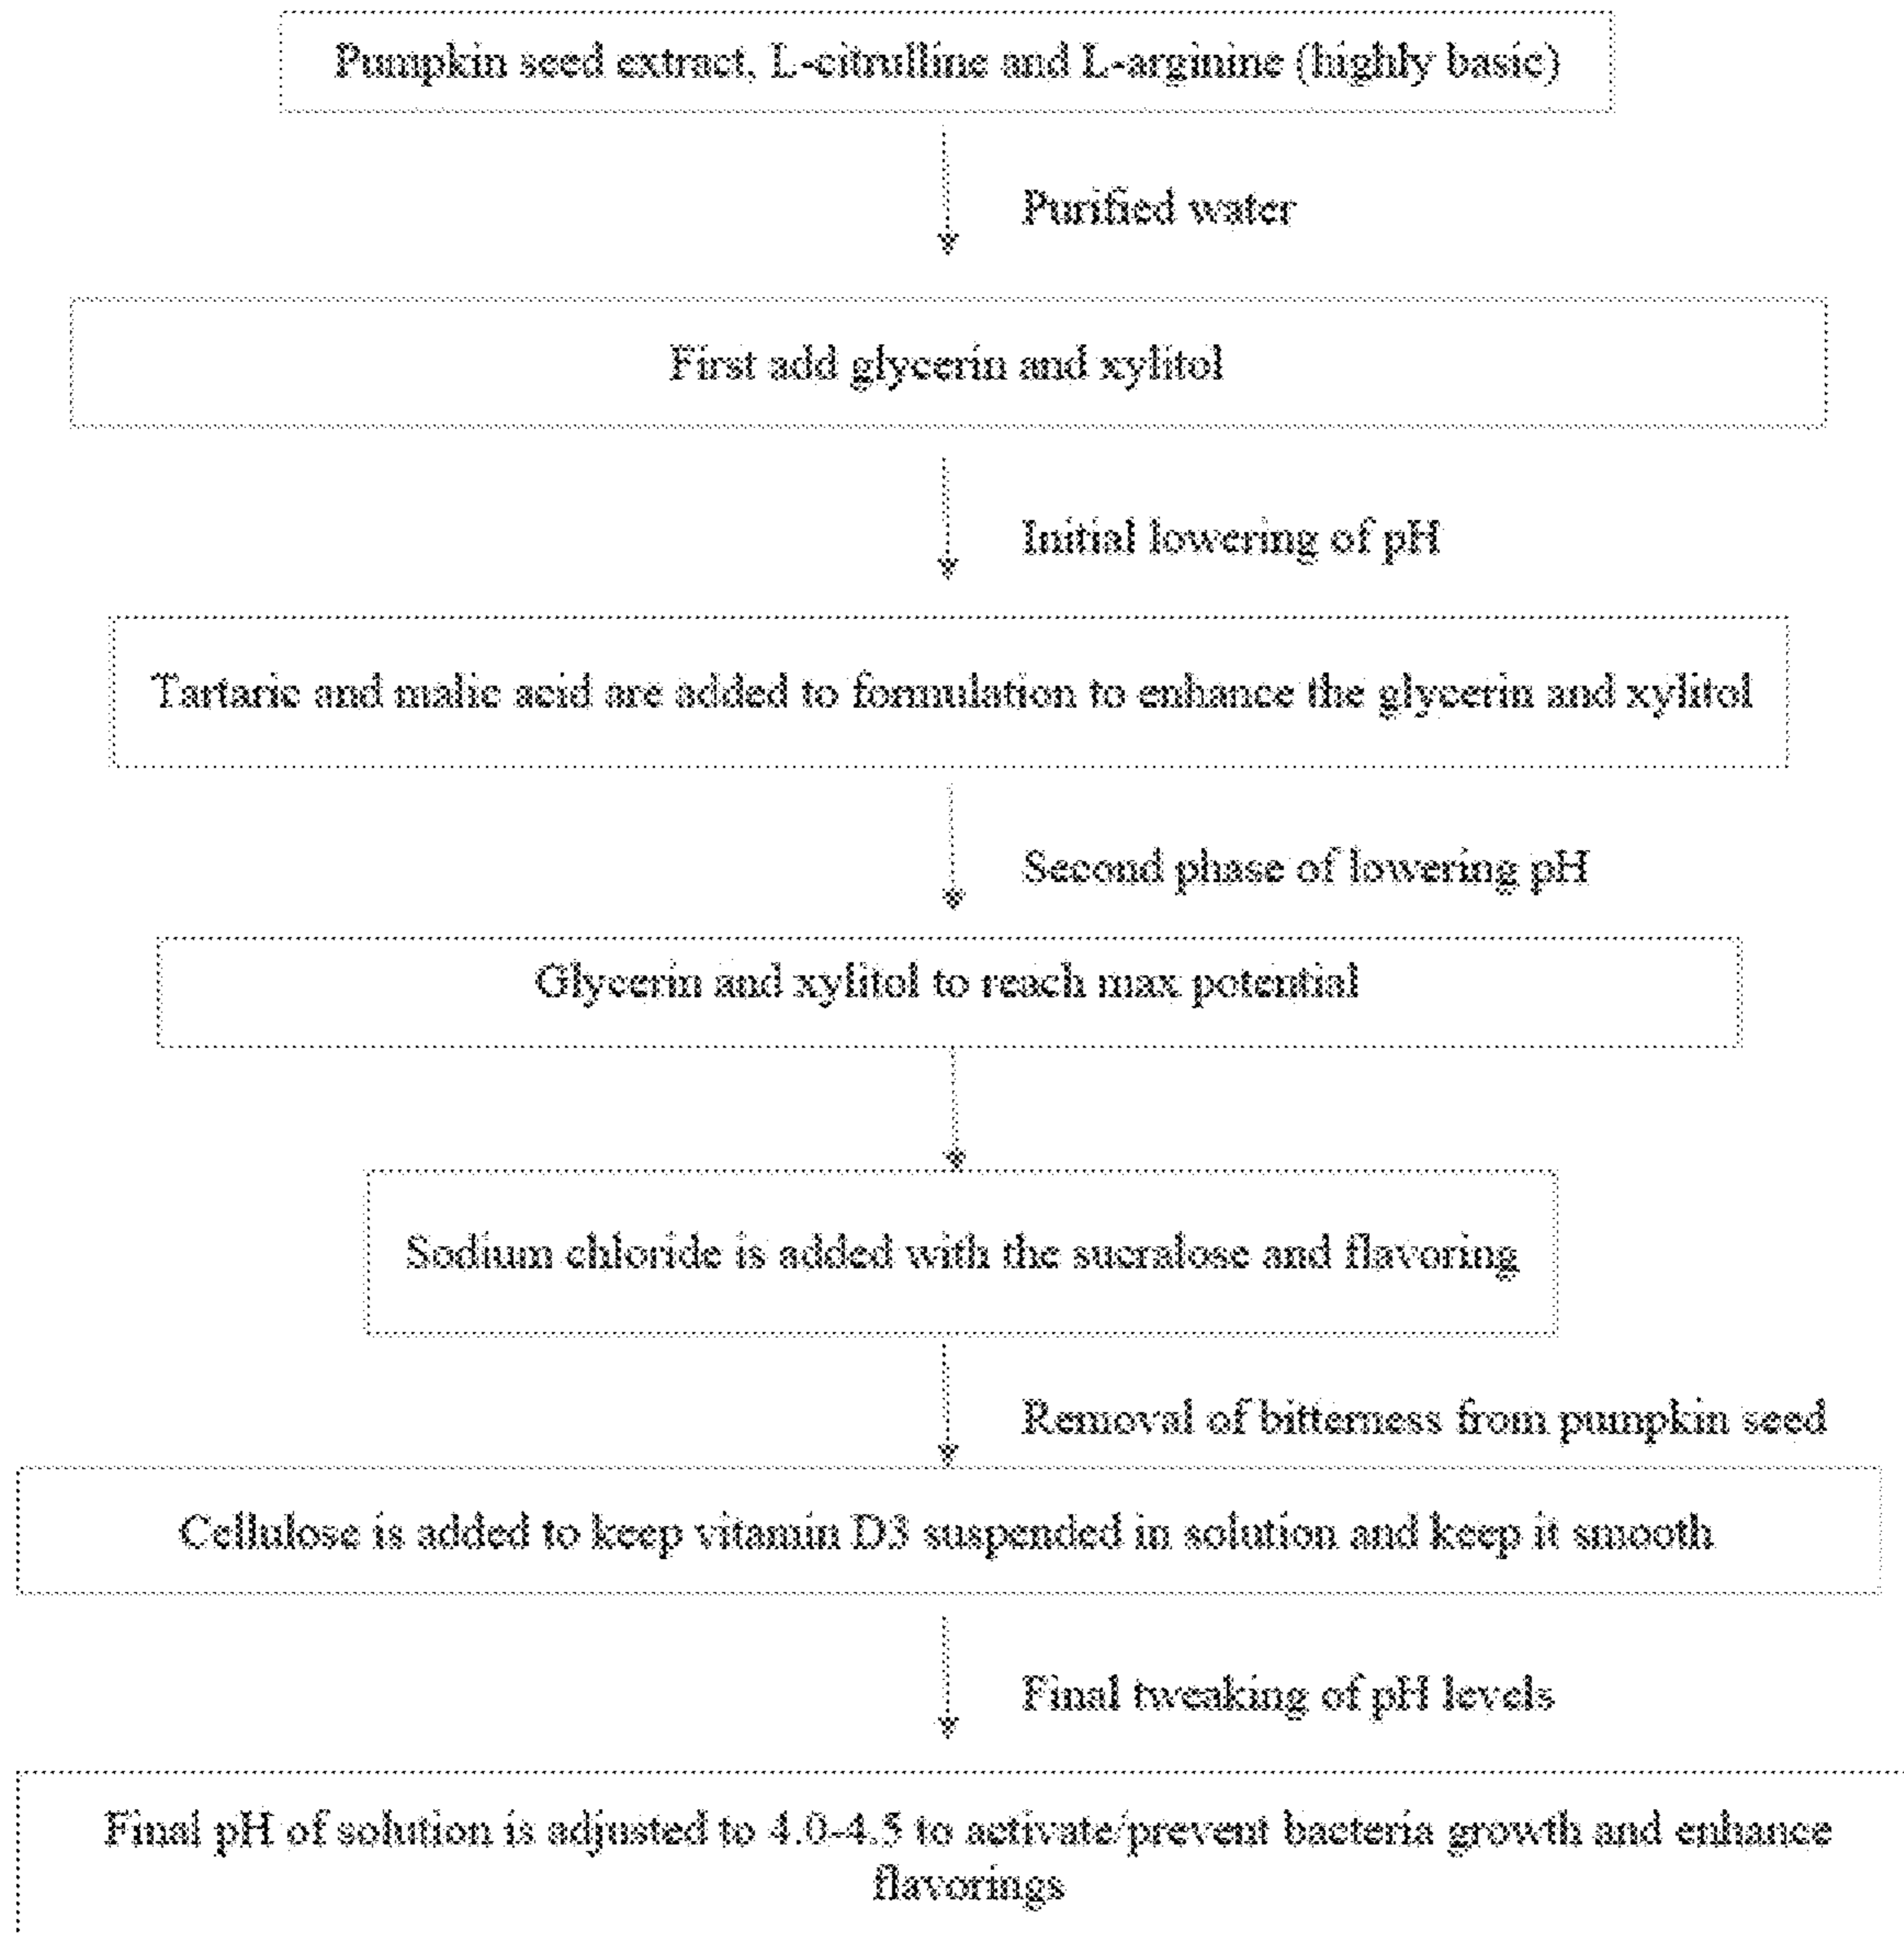 Pumpkin seed extract, L-citrulline and L-arginine (highly basic)
Purified water
First add glycerin and xylitol
Initial lowering of pH
Tartaric and malic acid are added to formulation to enhance the glycerin and xylitol
Second phase of lowering pH
Glycerin and xylitol to reach max potential
Sodium chloride is added with the sucralose and flavoring
Removal of bitterness from pumpkin seed
Cellulose is added to keep vitamin D3 suspended in solution and keep it smooth
Final tweaking of pH levels
Final pH of solution is adjusted to 4.0-4.5 to activate/prevent bacteria growth and enhance
flavorings